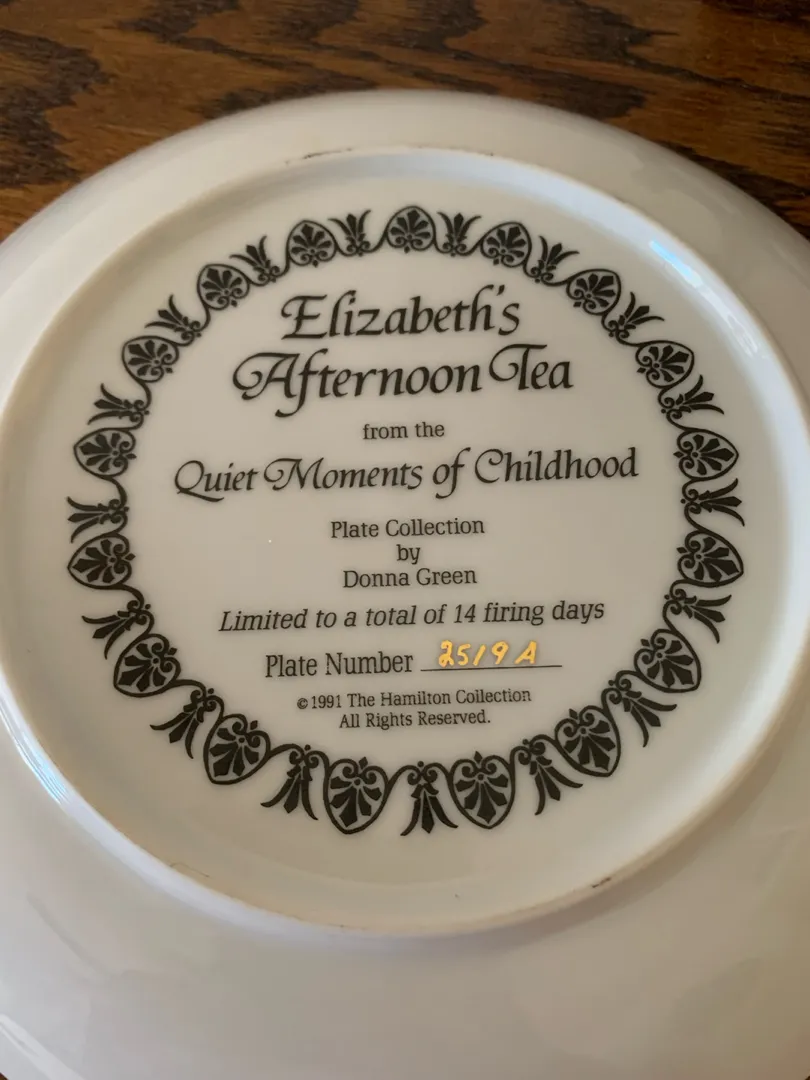 Elizabeth's
Afternoon Tea
from the
Quiet Moments of Childhood
Plate Collection
by
Donna Green
Limited to a total of 14 firing days
Plate Number 2519 A
©1991 The Hamilton Collection
All Rights Reserved.